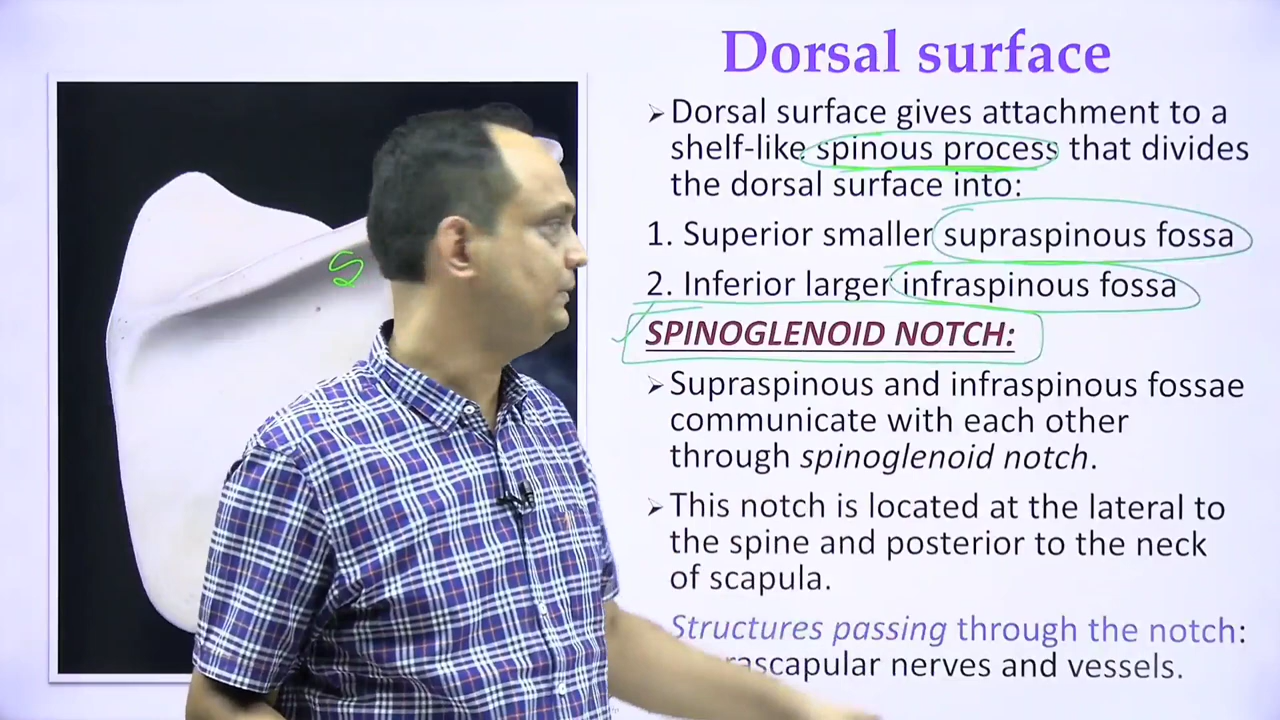 Dorsal surface
➢Dorsal surface gives attachment to a
shelf-like spinous process that divides
the dorsal surface into:
1. Superior smaller supraspinous fossa
2. Inferior larger infraspinous fossa
SPINOGLENOID NOTCH:
➢Supraspinous and infraspinous fossae
communicate with each other
through spinoglenoid notch.
➢This notch is located at the lateral to
the spine and posterior to the neck
of scapula.
Structures passing through the notch:
nerves and vessels.
S